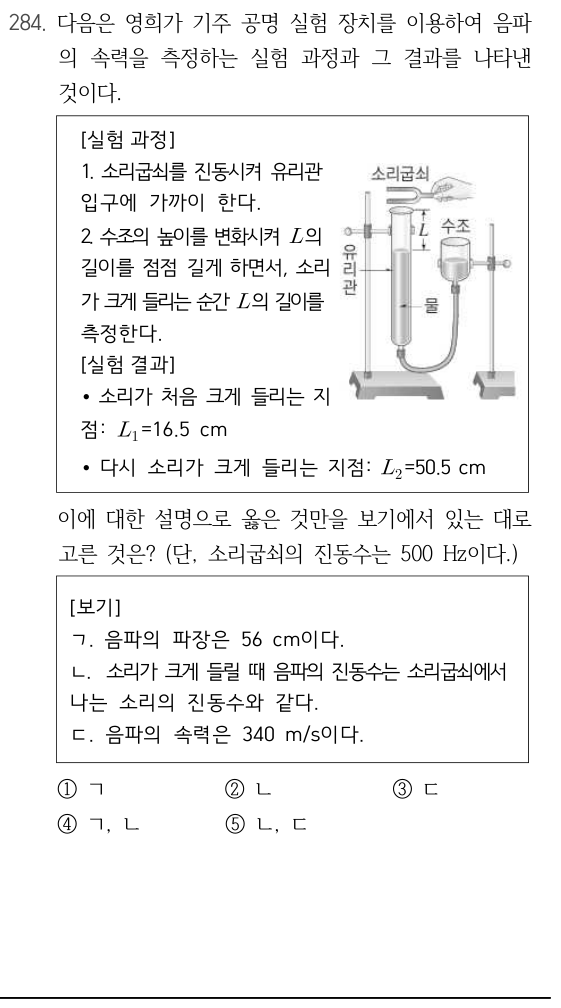 284. 다음은 영희가 기주 공명 실험 장치를 이용하여 음파
의 속력을 측정하는 실험 과정과 그 결과를 나타낸
것이다.
[실험 과정]
1. 소리굽쇠를 진동시켜 유리관
입구에 가까이 한다.
2. 수조의 높이를 변화시켜 L의
길이를 점점 길게 하면서, 소리
가 크게 들리는 순간 L의 길이를
측정한다.
[실험 결과]
• 소리가 처음 크게 들리는 지
점: L₁=16.5 cm
• 다시 소리가 크게 들리는 지점: L₂=50.5 cm
소리굽쇠
L
수조
유리관
물
이에 대한 설명으로 옳은 것만을 보기에서 있는 대로
고른 것은? (단, 소리굽쇠의 진동수는 500 Hz이다.)
[보기]
ㄱ. 음파의 파장은 56 cm이다.
ㄴ. 소리가 크게 들릴 때 음파의 진동수는 소리굽쇠에서
나는 소리의 진동수와 같다.
ㄷ. 음파의 속력은 340 m/s이다.
① ㄱ ② ㄴ ③ ㄷ
④ ㄱ, ㄴ ⑤ ㄴ, ㄷ